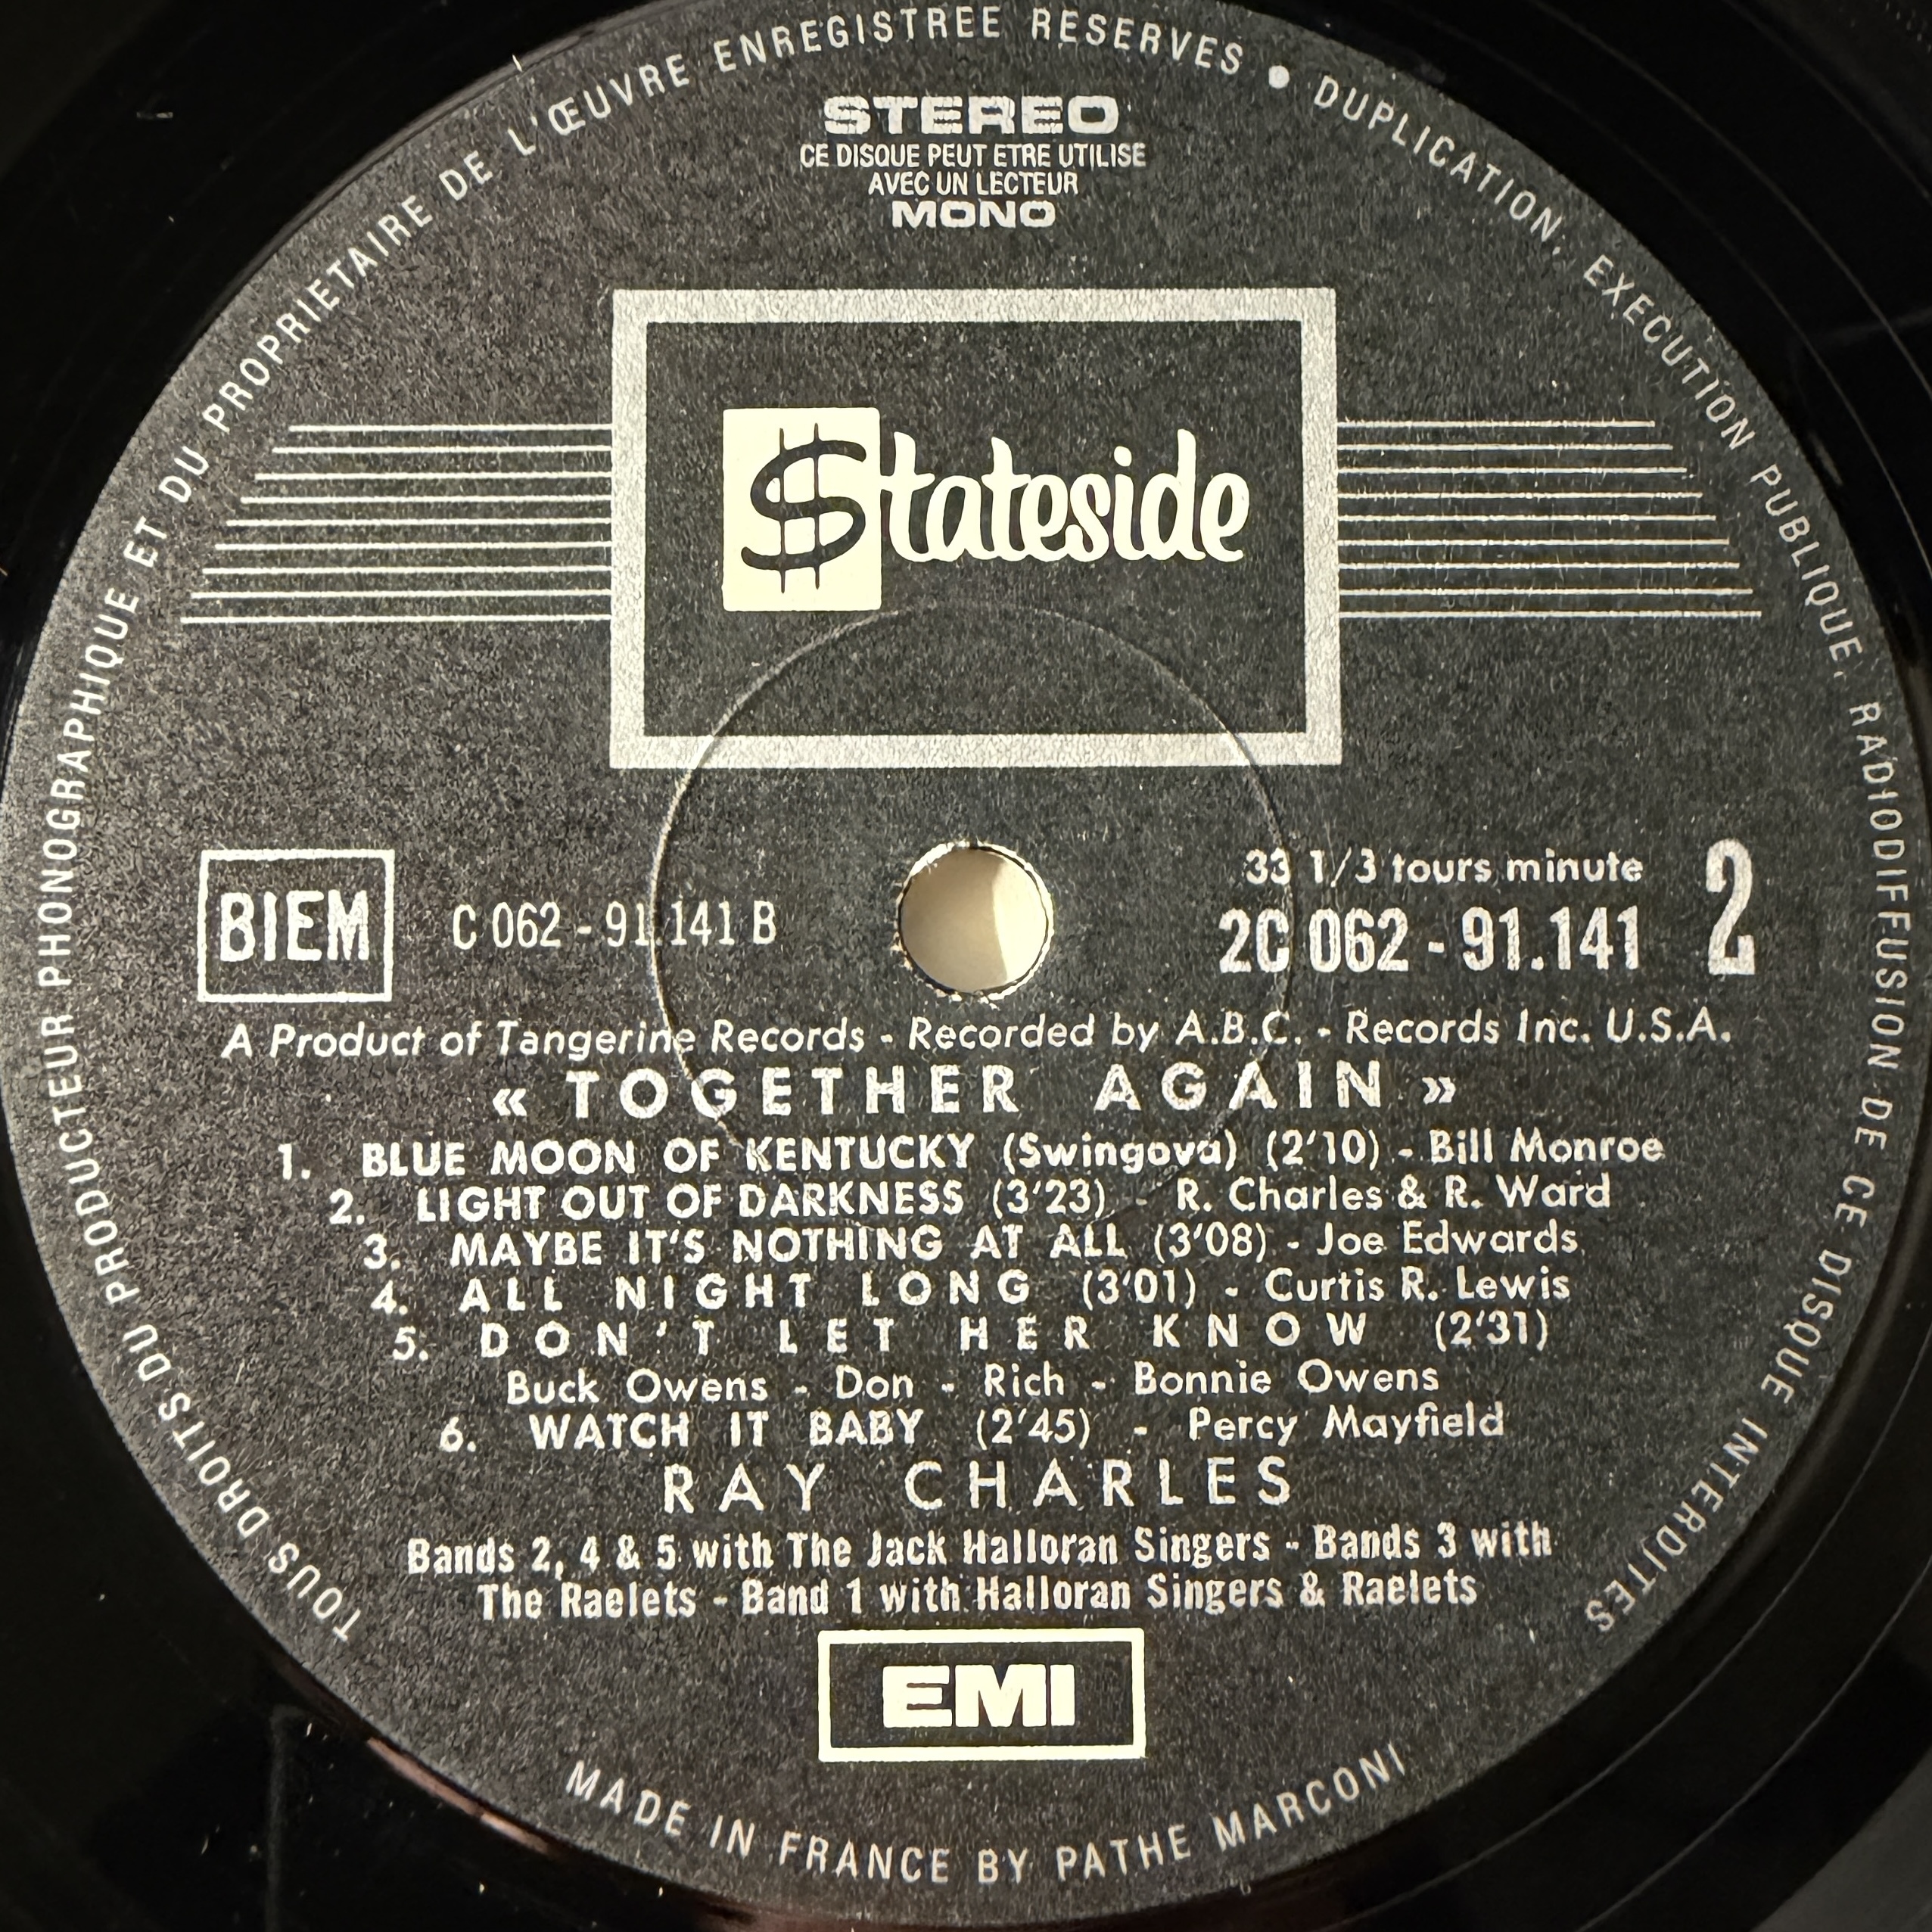 TOUS DROITS DU PRODUCTEUR PHONOGRAPHIQUE ET DU PROPRIETAIRE DE L'ŒUVRE ENREGISTREE RESERVES • DUPLICATION, EXECUTION PUBLIQUE, RADIODIFFUSION DE CE DISQUE INTERDITES
STEREO
CE DISQUE PEUT ETRE UTILISE
AVEC UN LECTEUR
MONO
$tateside
BIEM
C 062 - 91.141 B
33 1/3 tours minute
2C 062 - 91.141
2
A Product of Tangerine Records - Recorded by A.B.C. - Records Inc. U.S.A.
« TOGETHER AGAIN »
1. BLUE MOON OF KENTUCKY (Swingova) (2'10) - Bill Monroe
2. LIGHT OUT OF DARKNESS (3'23) - R. Charles & R. Ward
3. MAYBE IT'S NOTHING AT ALL (3'08) - Joe Edwards
4. ALL NIGHT LONG (3'01) - Curtis R. Lewis
5. DON'T LET HER KNOW (2'31)
Buck Owens - Don - Rich - Bonnie Owens
6. WATCH IT BABY (2'45) - Percy Mayfield
RAY CHARLES
Bands 2, 4 & 5 with The Jack Halloran Singers - Bands 3 with
The Raelets - Band 1 with Halloran Singers & Raelets
EMI
MADE IN FRANCE BY PATHE MARCONI